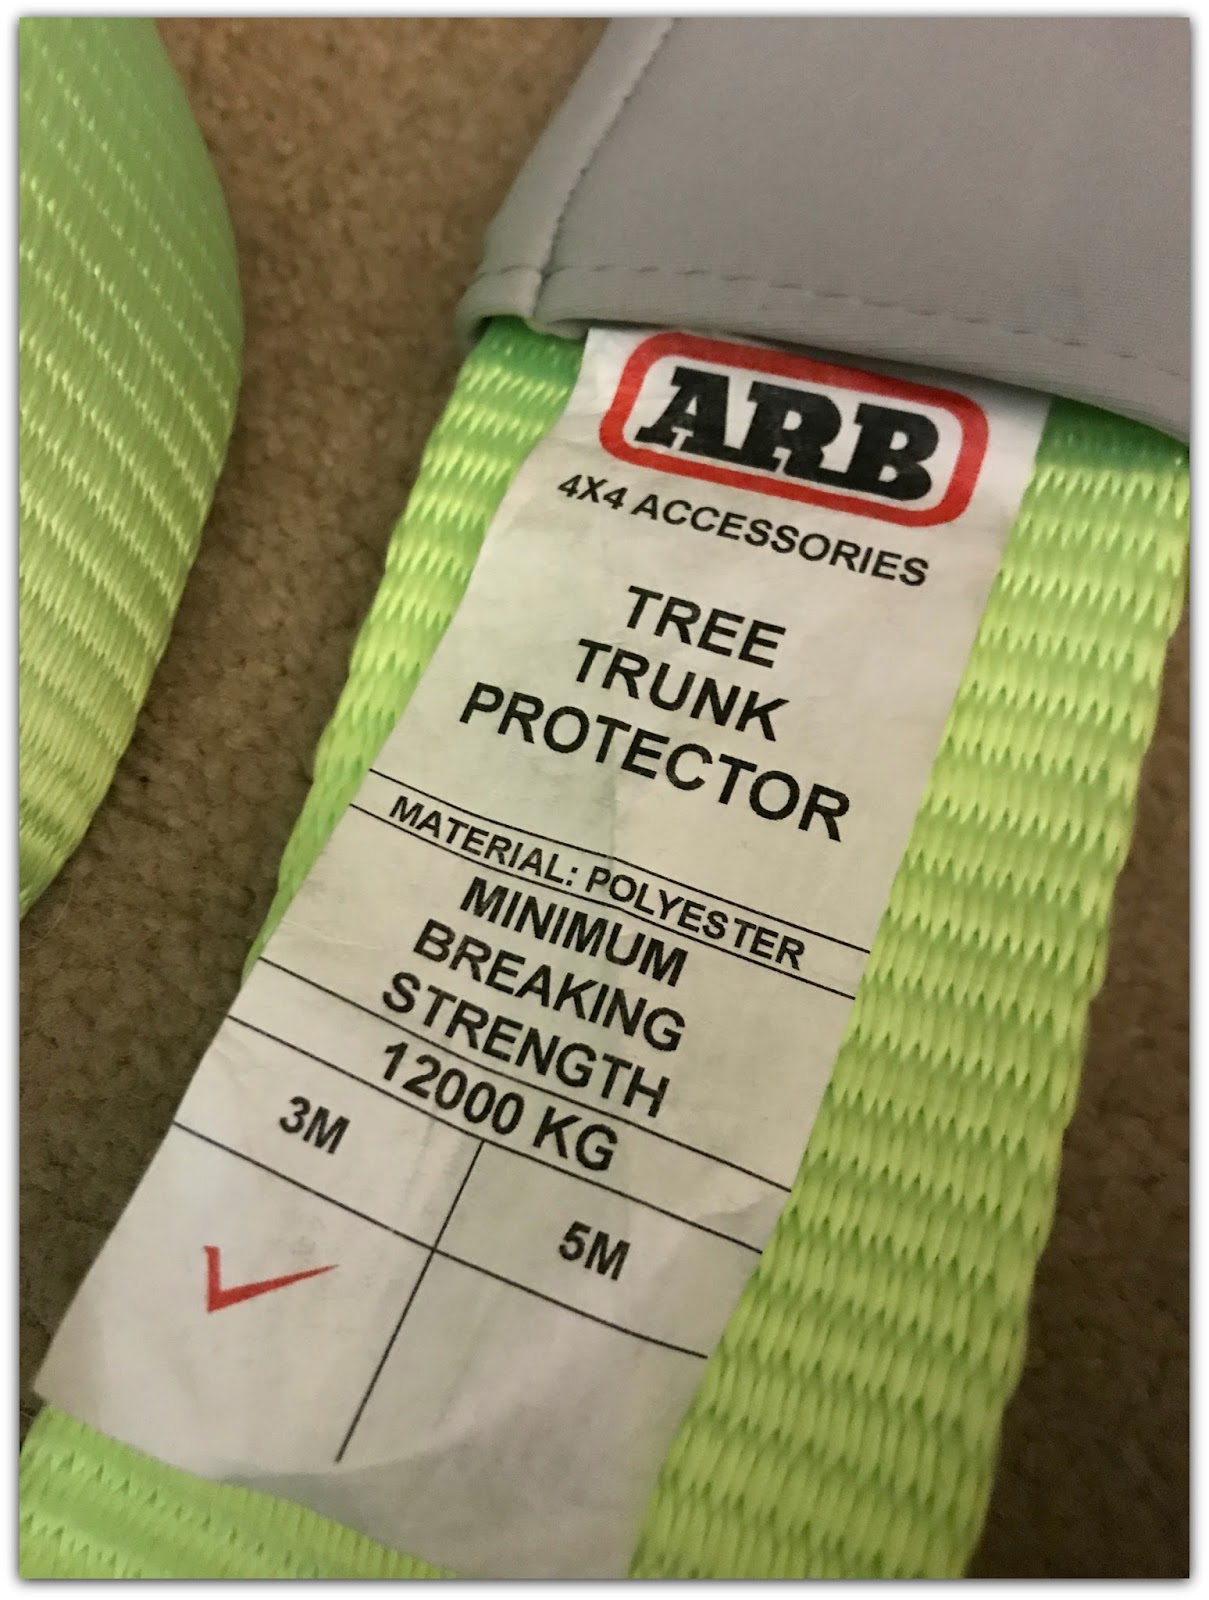 ARB
4X4 ACCESSORIES
TREE
TRUNK
PROTECTOR
MATERIAL: POLYESTER
MINIMUM
BREAKING
STRENGTH
12000 KG
3M 5M